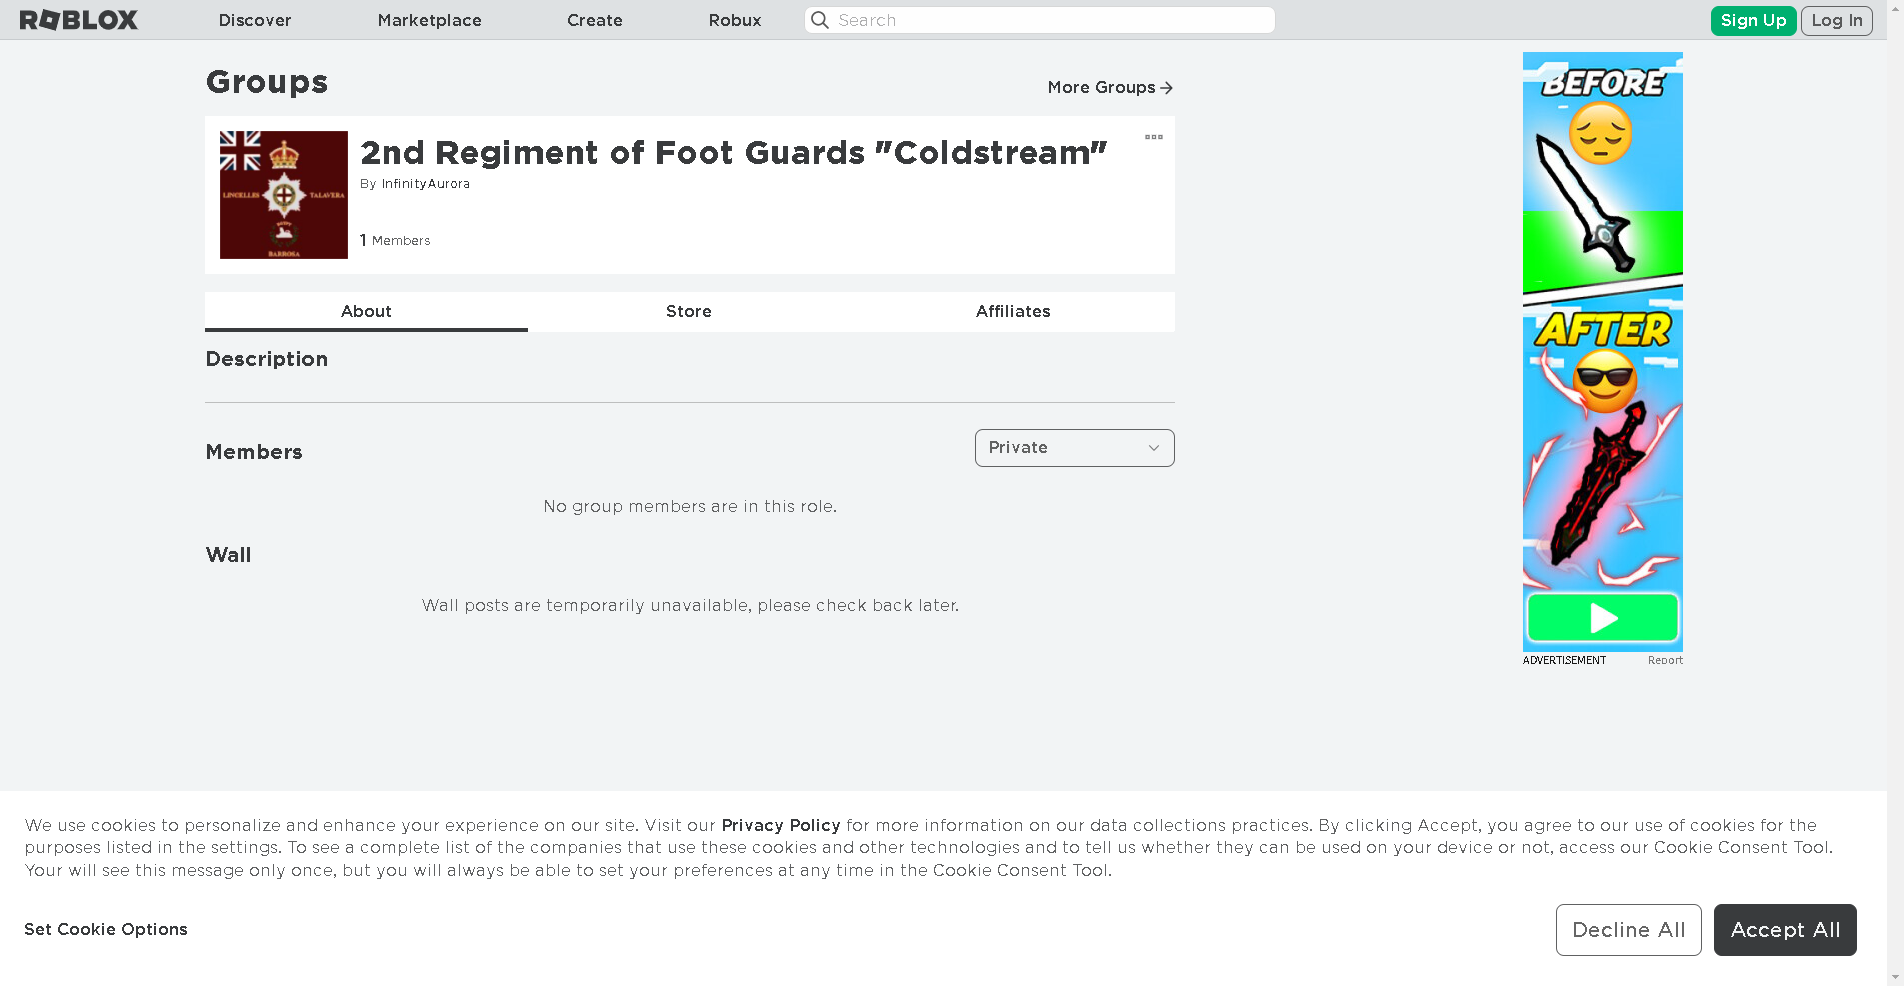 ROBLOX
Discover
Marketplace
Create
Robux
Search
Sign Up
Log In
Groups
More Groups
LINCELLES
TALAVERA
EGYPT
BARROSA
2nd Regiment of Foot Guards "Coldstream"
By InfinityAurora
1 Members
About
Store
Affiliates
Description
Members
Private
No group members are in this role.
Wall
Wall posts are temporarily unavailable, please check back later.
BEFORE
AFTER
ADVERTISEMENT
Report
We use cookies to personalize and enhance your experience on our site. Visit our Privacy Policy for more information on our data collections practices. By clicking Accept, you agree to our use of cookies for the
purposes listed in the settings. To see a complete list of the companies that use these cookies and other technologies and to tell us whether they can be used on your device or not, access our Cookie Consent Tool.
Your will see this message only once, but you will always be able to set your preferences at any time in the Cookie Consent Tool.
Set Cookie Options
Decline All
Accept All